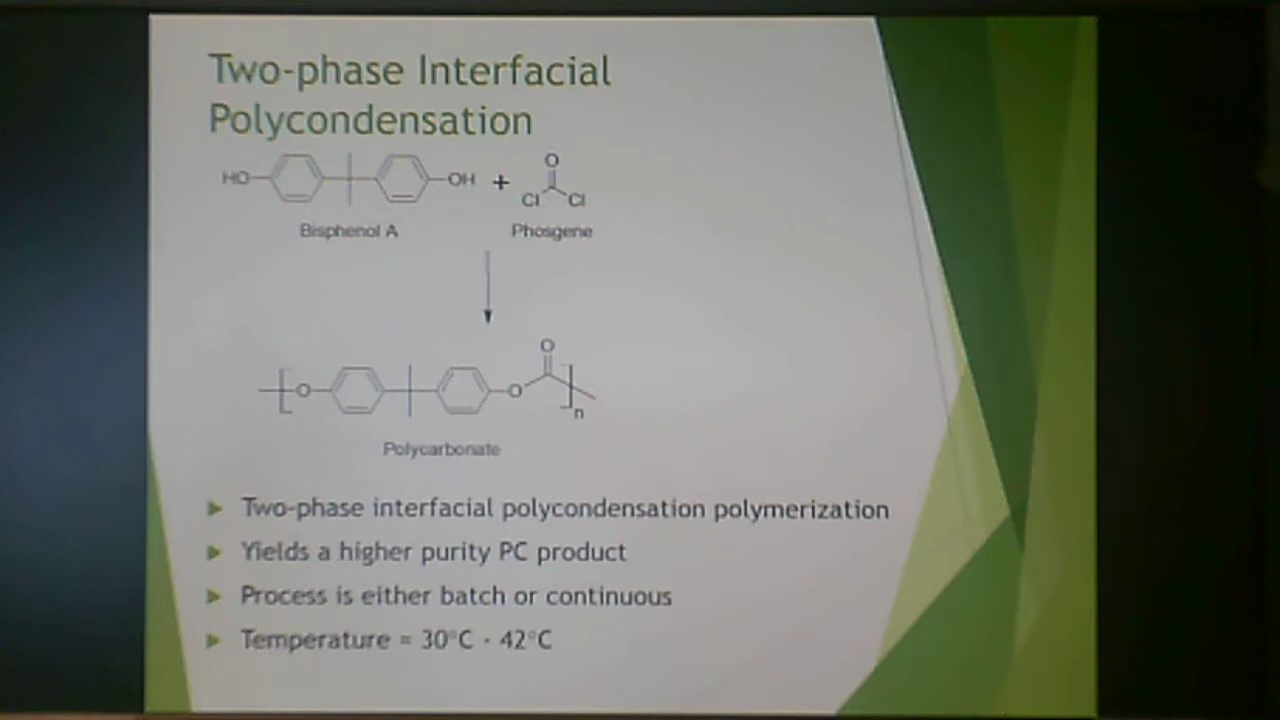 Two-phase Interfacial
Polycondensation
HO OH + O Cl Cl
Bisphenol A Phosgene
O O O n
Polycarbonate
Two-phase interfacial polycondensation polymerization
Yields a higher purity PC product
Process is either batch or continuous
Temperature = 30°C - 42°C